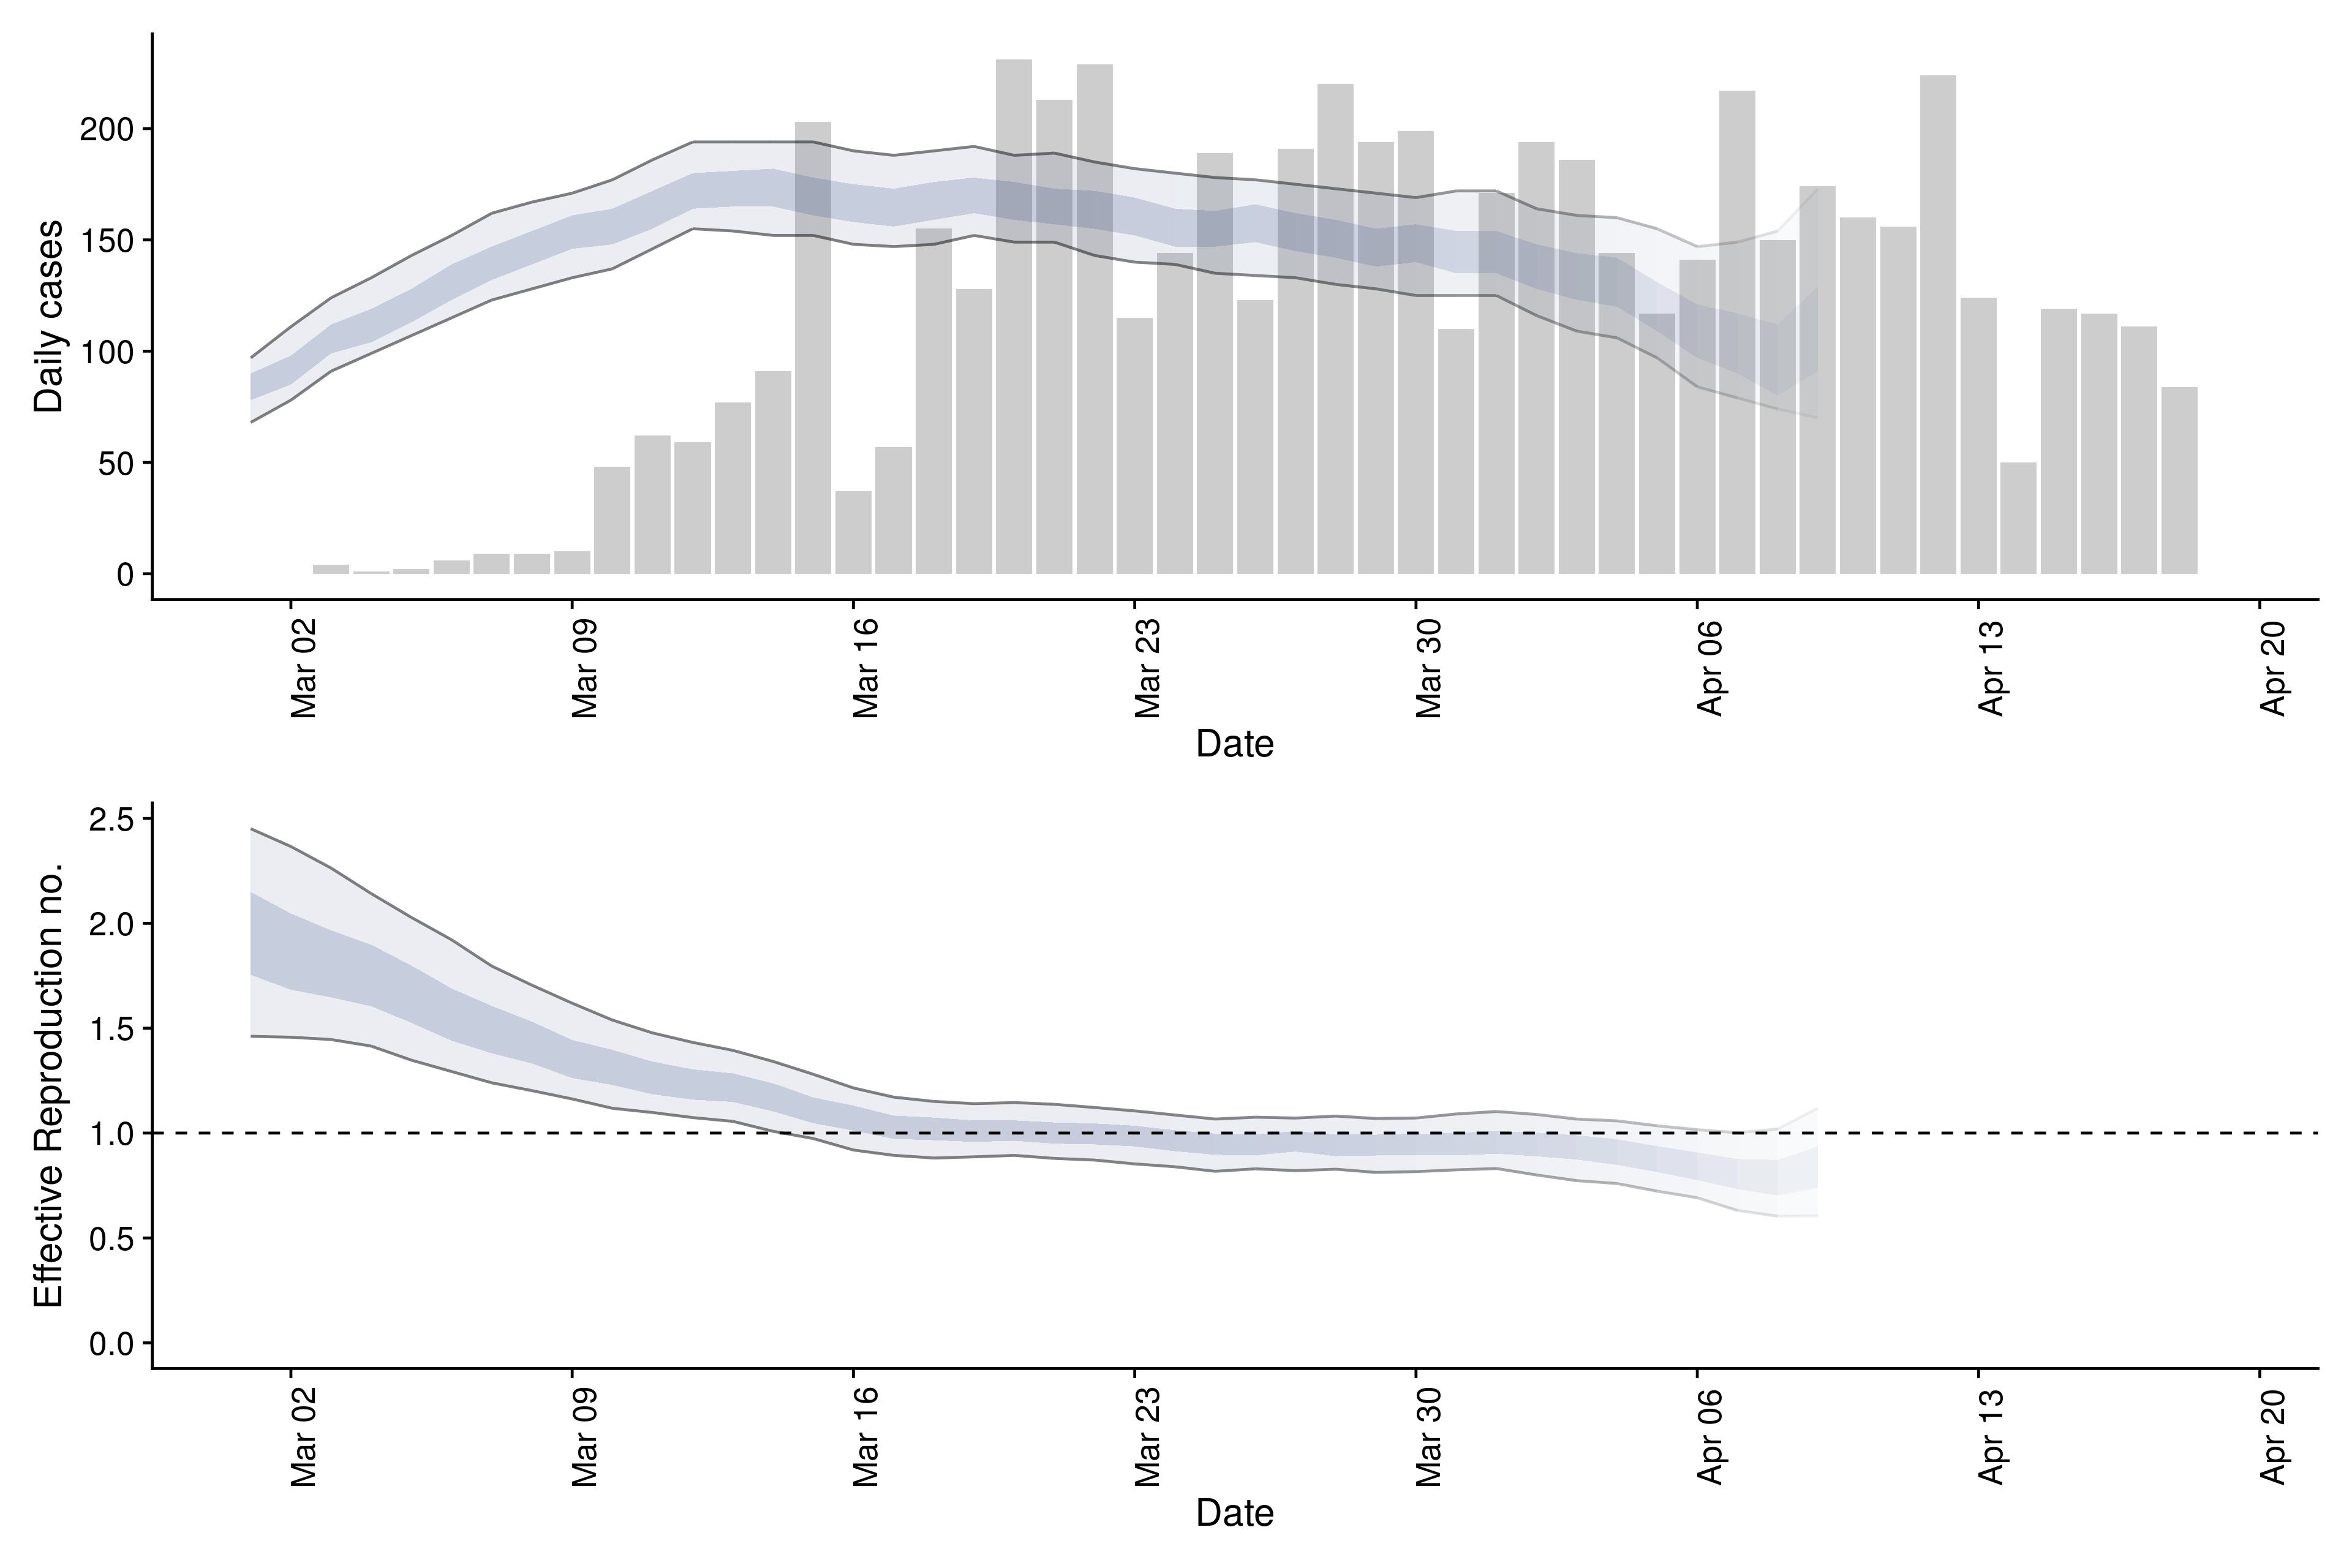 Daily cases
200
150
100
50
0
Mar 02
Mar 09
Mar 16
Mar 23
Mar 30
Apr 06
Apr 13
Apr 20
Date
Effective Reproduction no.
2.5
2.0
1.5
1.0
0.5
0.0
Mar 02
Mar 09
Mar 16
Mar 23
Mar 30
Apr 06
Apr 13
Apr 20
Date